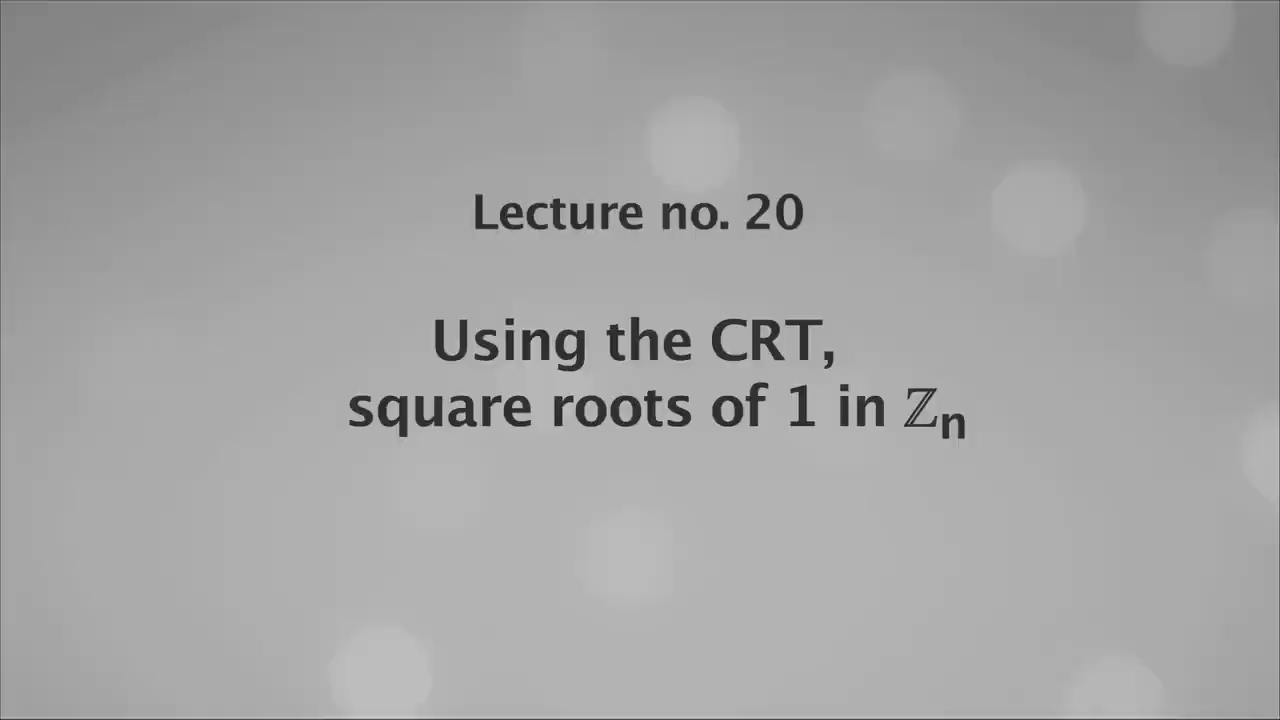 Lecture no. 20
Using the CRT,
square roots of 1 in ℤₙ